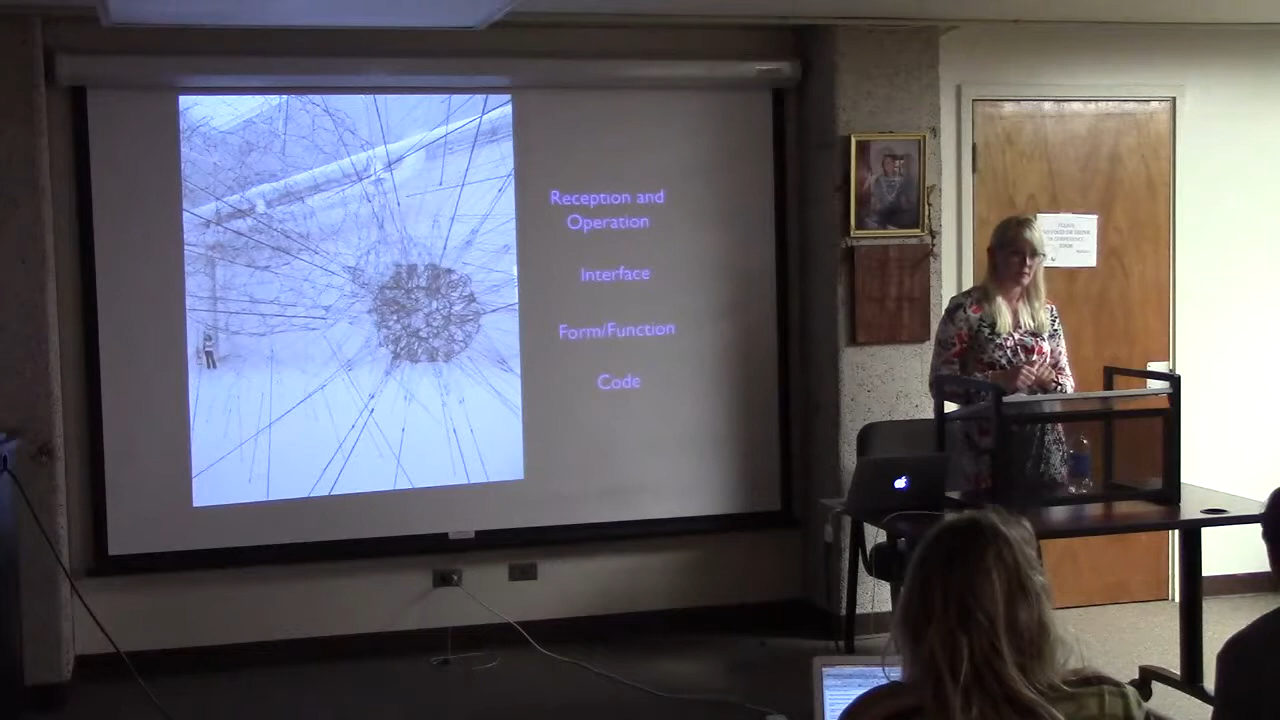 Reception and
Operation
Interface
Form/Function
Code